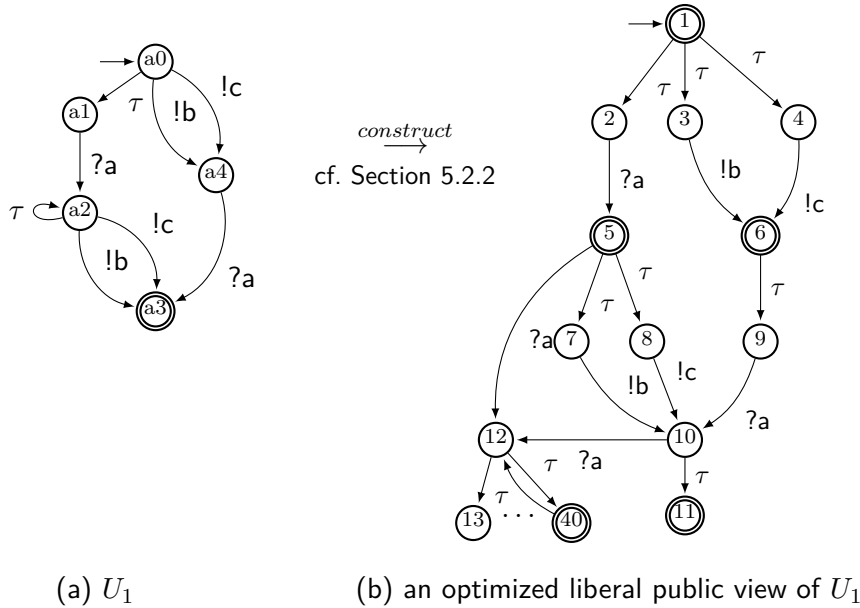 a0
a1
τ
!b
!c
a4
?a
a2
τ
!b
!c
?a
a3
construct
cf. Section 5.2.2
1
τ
τ
τ
2
3
4
?a
!b
!c
5
6
τ
τ
τ
?a
7
8
9
!b
!c
?a
12
10
?a
τ
τ
τ
13
...
40
11
(a) U₁
(b) an optimized liberal public view of U₁